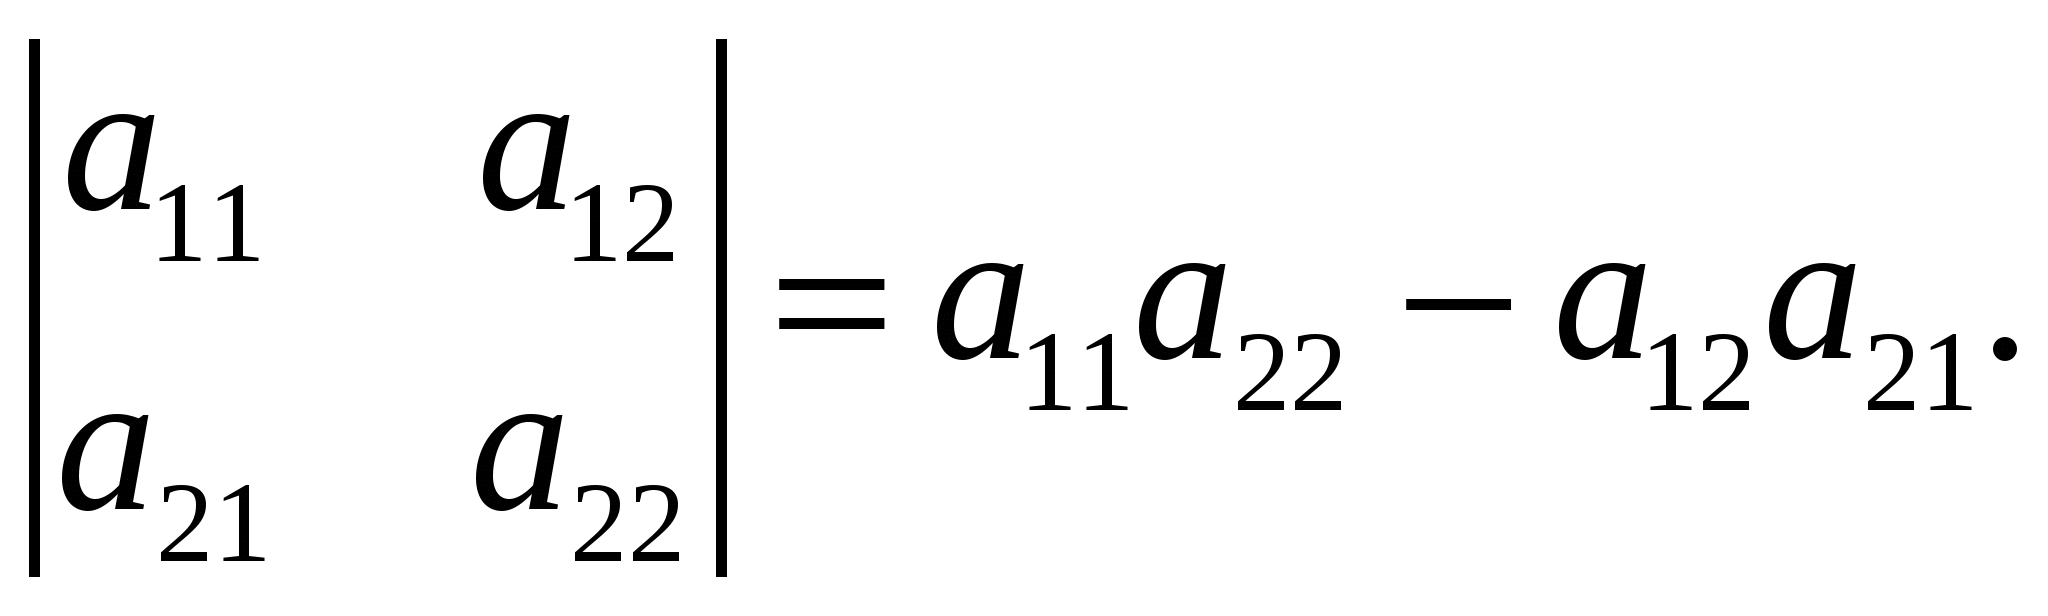 | a₁₁ a₁₂ |
| a₂₁ a₂₂ | = a₁₁a₂₂ − a₁₂a₂₁.